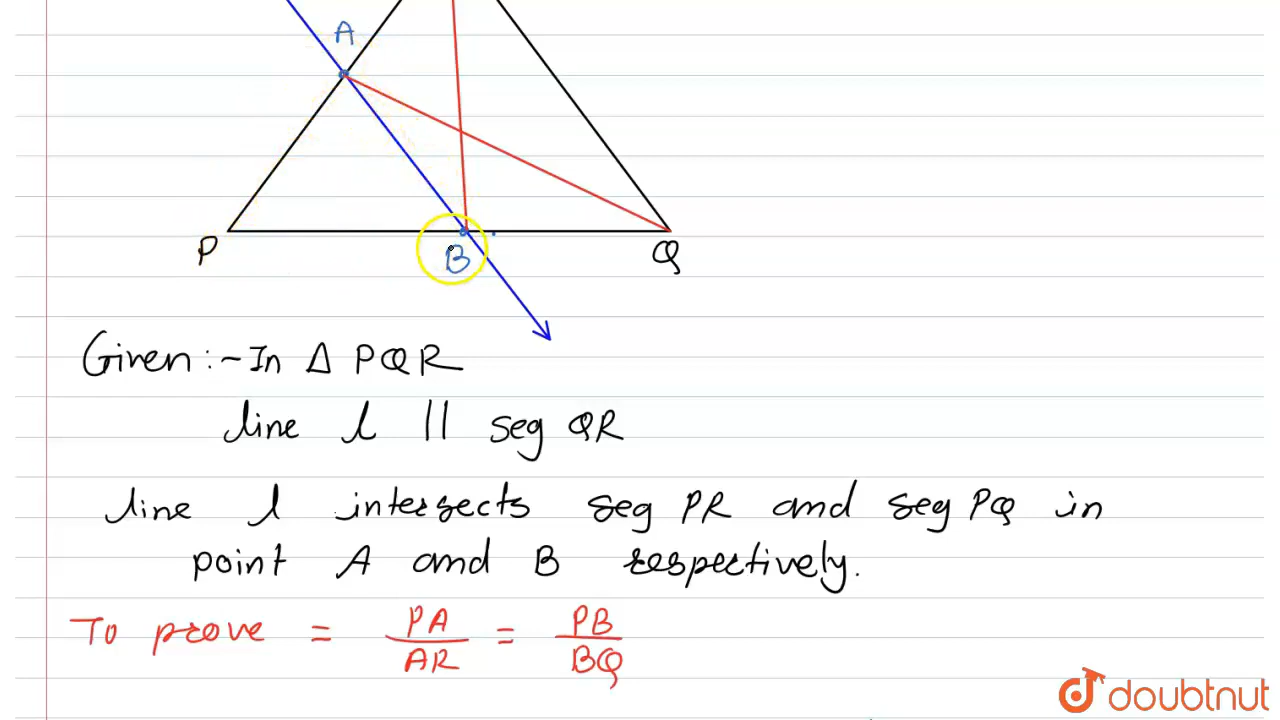 A
P
B
Q
Given :- In Δ PQR
line l || seg QR
line l intersects seg PR and seg PQ in
point A and B respectively.
To prove = PA/AR = PB/BQ
doubtnut